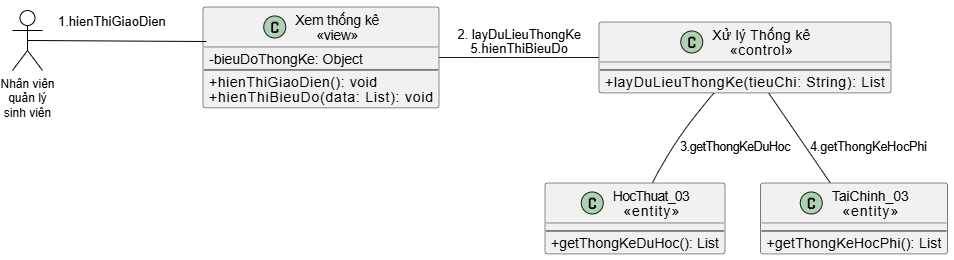 1.hienThiGiaoDien
Nhân viên
quản lý
sinh viên
C
Xem thống kê
«view»
-bieuDoThongKe: Object
+hienThiGiaoDien(): void
+hienThiBieuDo(data: List): void
2. layDuLieuThongKe
5.hienThiBieuDo
C
Xử lý Thống kê
«control»
+layDuLieuThongKe(tieuChi: String): List
3.getThongKeDuHoc
4.getThongKeHocPhi
C
HocThuat_03
«entity»
+getThongKeDuHoc(): List
C
TaiChinh_03
«entity»
+getThongKeHocPhi(): List